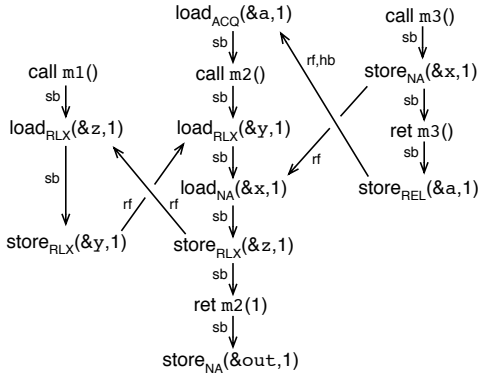 load_ACQ(&a,1)
call m3()
sb
rf,hb
sb
call m1()
call m2()
store_NA(&x,1)
sb
sb
sb
load_RLX(&z,1)
load_RLX(&y,1)
ret m3()
sb
rf
sb
sb
load_NA(&x,1)
store_REL(&a,1)
rf
rf
sb
store_RLX(&y,1)
store_RLX(&z,1)
sb
ret m2(1)
sb
store_NA(&out,1)